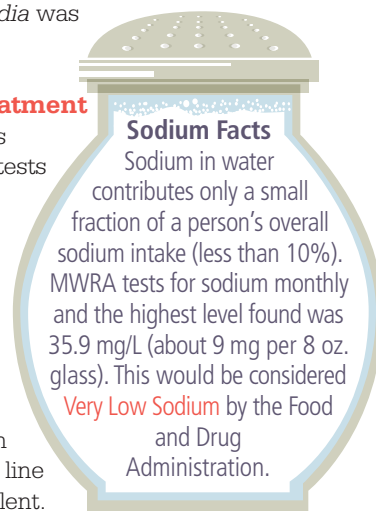 dia was
atment
s
tests
n
line
lent.
Sodium Facts
Sodium in water
contributes only a small
fraction of a person's overall
sodium intake (less than 10%).
MWRA tests for sodium monthly
and the highest level found was
35.9 mg/L (about 9 mg per 8 oz.
glass). This would be considered
Very Low Sodium by the Food
and Drug
Administration.